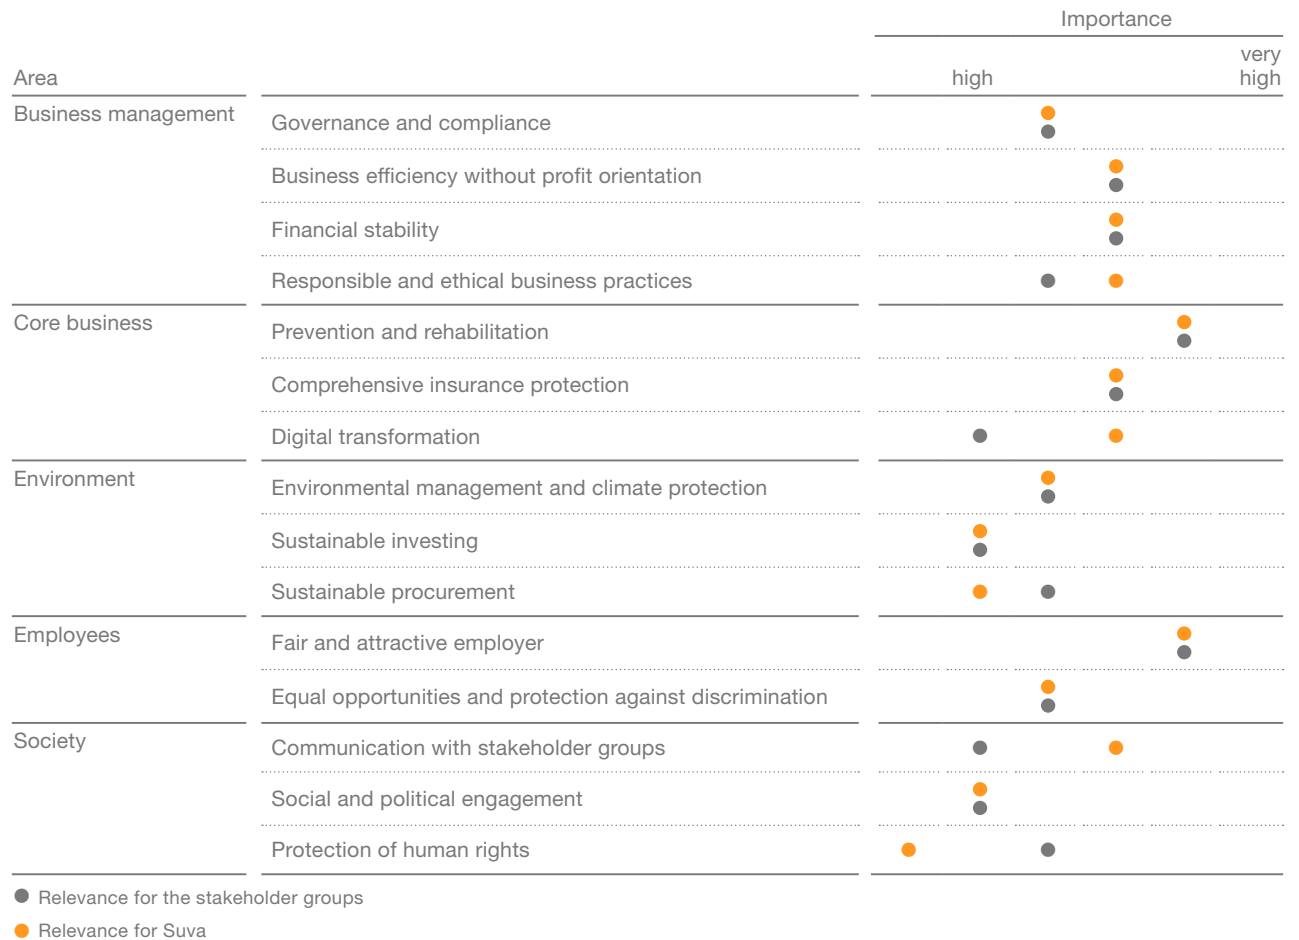 Importance
very
Area high high
Business management Governance and compliance
Business efficiency without profit orientation
Financial stability
Responsible and ethical business practices
Core business Prevention and rehabilitation
Comprehensive insurance protection
Digital transformation
Environment Environmental management and climate protection
Sustainable investing
Sustainable procurement
Employees Fair and attractive employer
Equal opportunities and protection against discrimination
Society Communication with stakeholder groups
Social and political engagement
Protection of human rights
Relevance for the stakeholder groups
Relevance for Suva